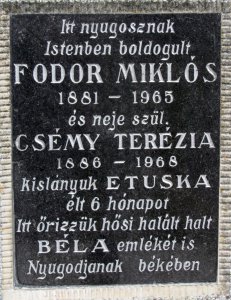 Itt nyugosznak
Istenben boldogult
FODOR MIKLÓS
1881 - 1965
és neje szül.
CSÉMY TERÉZIA
1886 - 1968
kislányuk ETUSKA
élt 6 hónapot
Itt őrizzük hősi halált halt
BÉLA emlékét is
Nyugodjanak békében